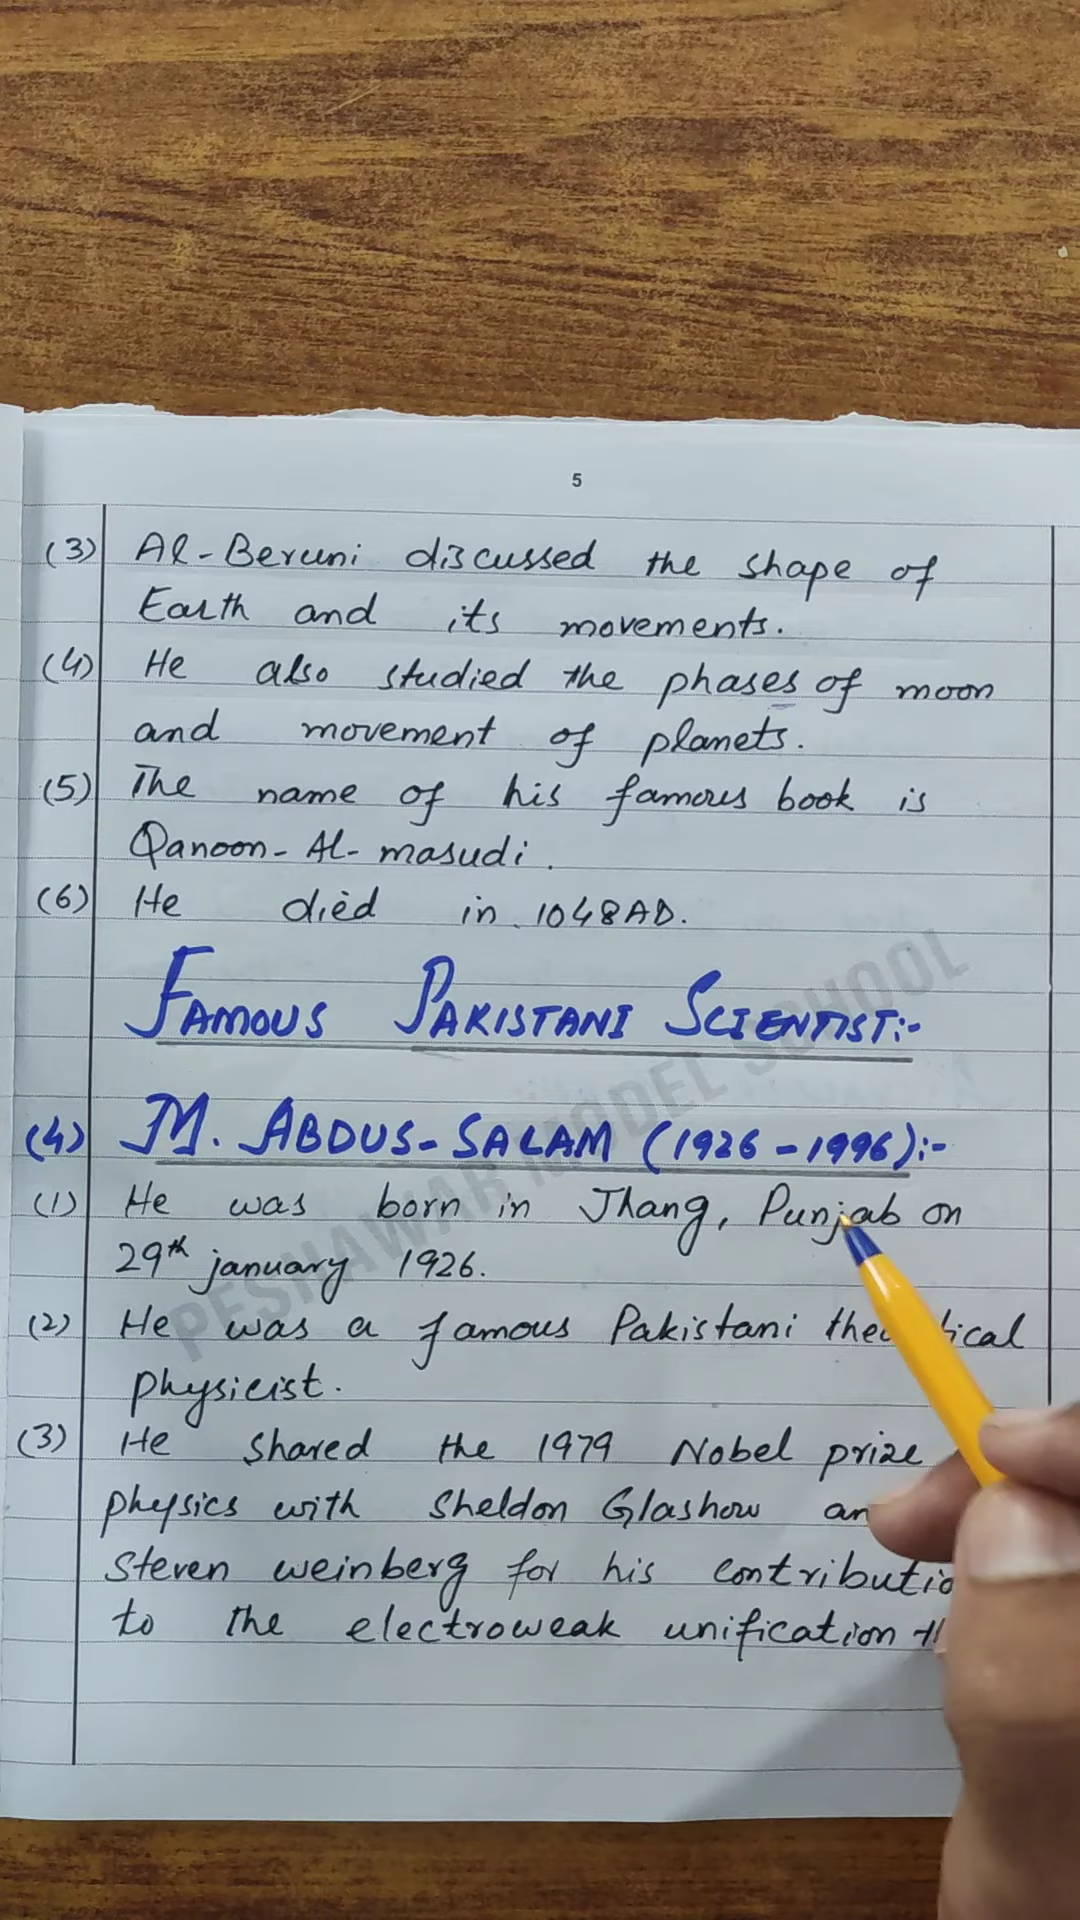 5
(3) Al-Beruni discussed the shape of
Earth and its movements.
(4) He also studied the phases of moon
and movement of planets.
(5) The name of his famous book is
Qanoon-Al-masudi.
(6) He died in 1048AD.
FAMOUS PAKISTANI SCIENTIST:-
(4) M. ABDUS-SALAM (1926-1996):-
(1) He was born in Jhang, Punjab on
29th january 1926.
(2) He was a famous Pakistani
physicist.
(3) He shared the 1979 Nobel prize
physics with Sheldon Glashow
Steven weinberg for his
to the electroweak unification
PESHAWAR MODEL SCHOOL